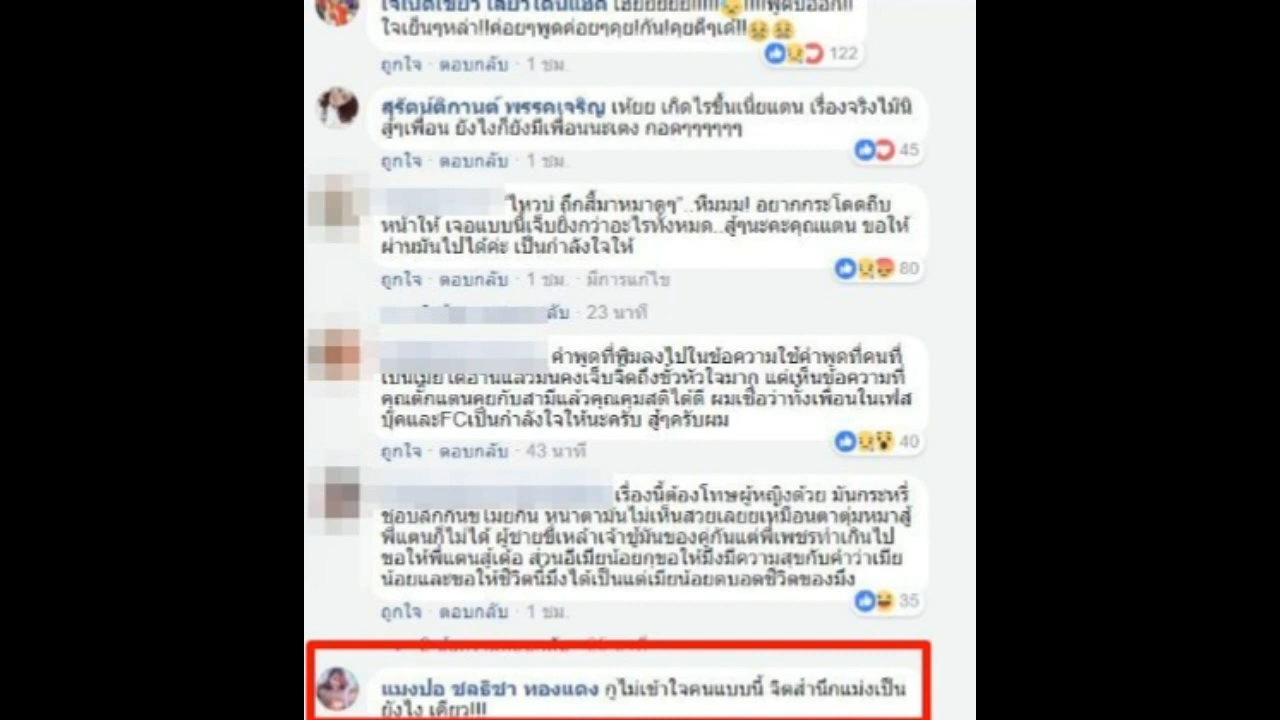 ใจเย็นๆหล่า!!ค่อยๆพูดค่อยๆคุย!กัน!คุยดีๆเด้!!
ถูกใจ · ตอบกลับ · 1 ชม.
122
สุรัตน์ติกานต์ พรรคเจริญ เห้ยย เกิดไรขึ้นเนี่ยแตน เรื่องจริงไม๊นิ
สู้ๆเพื่อน ยังไงก็ยังมีเพื่อนนะเตง กอดๆๆๆๆๆๆ
45
ถูกใจ · ตอบกลับ · 1 ชม.
"ไหวบ่ ถึกสี้มาหมาดๆ"..หืมมม! อยากกระโดดถีบ
หน้าให้ เจอแบบนี้เจ็บยิ่งกว่าอะไรทั้งหมด..สู้ๆนะคะคุณแตน ขอให้
ผ่านมันไปได้ค่ะ เป็นกำลังใจให้
80
ถูกใจ · ตอบกลับ · 1 ชม. · มีการแก้ไข
ลับ · 23 นาที
คำพูดที่พิมลงไปในข้อความใช้คำพูดที่คนที่
เป็นเมียได้อ่านแล้วมันคงเจ็บจี๊ดถึงขั้วหัวใจมาก แต่เห็นข้อความที่
คุณตั๊กแตนคุยกับสามีแล้วคุณคุมสติได้ดี ผมเชื่อว่าทั้งเพื่อนในเฟส
บุ๊คและFCเป็นกำลังใจให้นะครับ สู้ๆครับผม
40
ถูกใจ · ตอบกลับ · 43 นาที
เรื่องนี้ต้องโทษผู้หญิงด้วย มันกระหรี่
ชอบลักกินขโมยกิน หน้าตามันไม่เห็นสวยเลยยเหมือนตาตุ่มหมาสู้
พี่แตนก็ไม่ได้ ผู้ชายขี้เหล้าเจ้าชู้มันของคู่กันแต่พี่เพชรทำเกินไป
ขอให้พี่แตนสู้เด้อ ส่วนอีเมียน้อยกูขอให้มึงมีความสุขกับคำว่าเมีย
น้อยและขอให้ชีวิตนี้มึงได้เป็นแต่เมียน้อยตบอดชีวิตของมึง
35
ถูกใจ · ตอบกลับ · 1 ชม.
แมงปอ ชลธิชา ทองแดง กูไม่เข้าใจคนแบบนี้ จิตสำนึกแม่งเป็น
ยังไง เดียว!!!